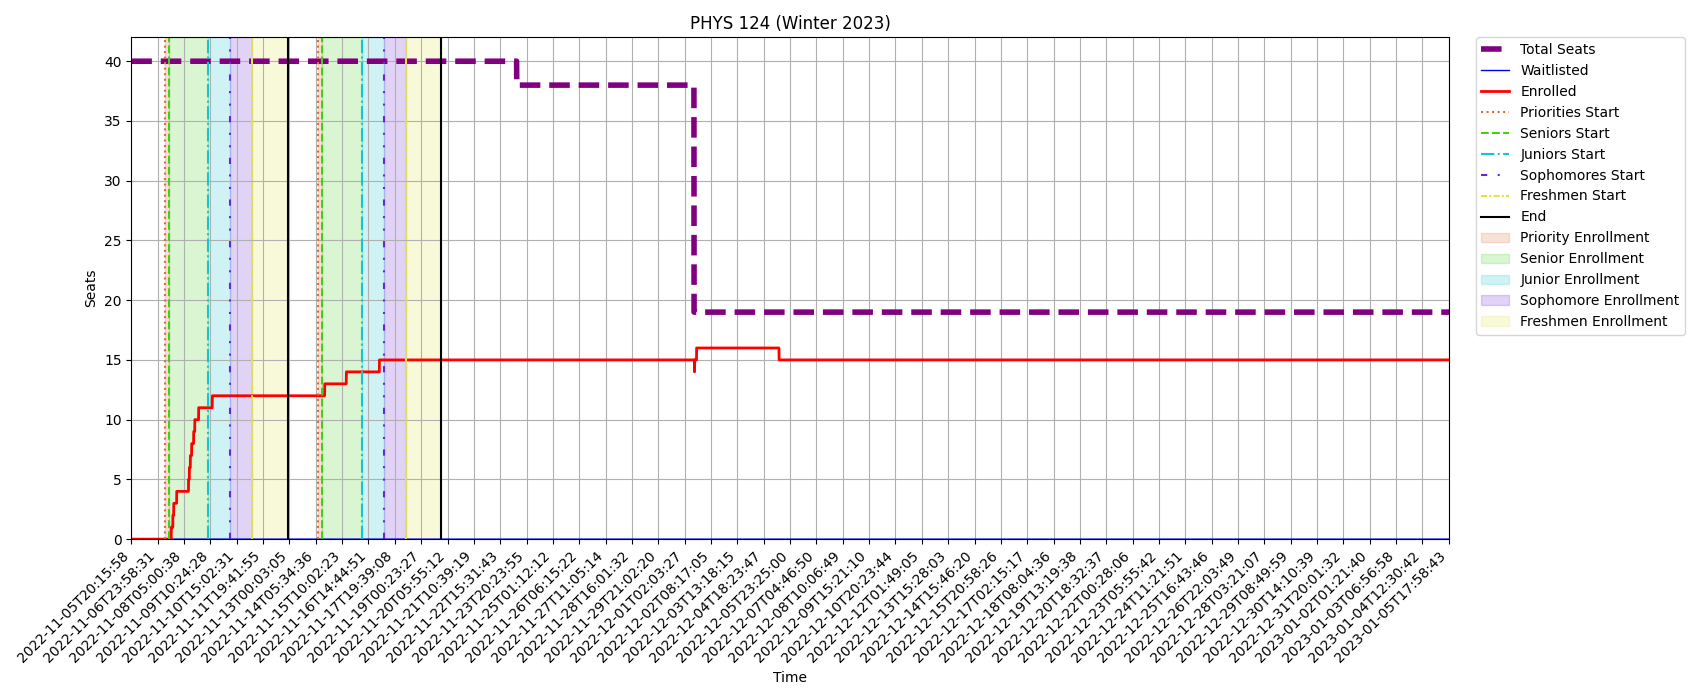 PHYS 124 (Winter 2023)
Seats
40
35
30
25
20
15
10
5
0
2022-11-05T20:15:58
2022-11-06T23:58:31
2022-11-08T05:00:38
2022-11-09T10:24:28
2022-11-10T15:02:31
2022-11-11T19:41:55
2022-11-13T00:03:05
2022-11-14T05:34:36
2022-11-15T10:02:23
2022-11-16T14:44:51
2022-11-17T19:39:08
2022-11-19T00:23:27
2022-11-20T05:55:12
2022-11-21T10:39:19
2022-11-22T15:31:43
2022-11-23T20:23:55
2022-11-25T01:12:12
2022-11-26T06:15:22
2022-11-27T11:05:14
2022-11-28T16:01:32
2022-11-29T21:02:20
2022-12-01T02:03:27
2022-12-02T08:17:05
2022-12-03T13:18:15
2022-12-04T18:23:47
2022-12-05T23:25:00
2022-12-07T04:46:50
2022-12-08T10:06:49
2022-12-09T15:21:10
2022-12-10T20:23:44
2022-12-12T01:49:05
2022-12-13T15:28:03
2022-12-14T15:46:20
2022-12-15T20:58:26
2022-12-17T02:15:17
2022-12-18T08:04:36
2022-12-19T13:19:38
2022-12-20T18:32:37
2022-12-22T00:28:06
2022-12-23T05:55:42
2022-12-24T11:21:51
2022-12-25T16:43:46
2022-12-26T22:03:49
2022-12-28T03:21:07
2022-12-29T08:49:59
2022-12-30T14:10:39
2022-12-31T20:01:32
2023-01-02T01:21:40
2023-01-03T06:56:58
2023-01-04T12:30:42
2023-01-05T17:58:43
Time
Total Seats
Waitlisted
Enrolled
Priorities Start
Seniors Start
Juniors Start
Sophomores Start
Freshmen Start
End
Priority Enrollment
Senior Enrollment
Junior Enrollment
Sophomore Enrollment
Freshmen Enrollment